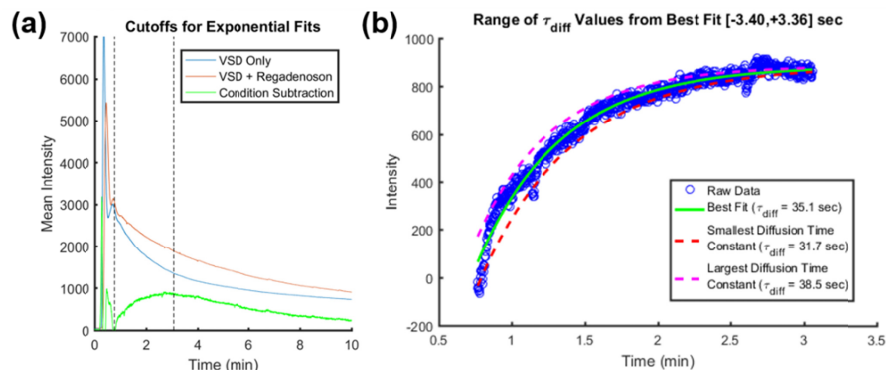 (a)
Cutoffs for Exponential Fits
7000
6000
5000
4000
3000
2000
1000
0
Mean Intensity
VSD Only
VSD + Regadenoson
Condition Subtraction
0 2 4 6 8 10
Time (min)
(b)
Range of τdiff Values from Best Fit [-3.40,+3.36] sec
1000
800
600
400
200
0
-200
Intensity
Raw Data
Best Fit (τdiff = 35.1 sec)
Smallest Diffusion Time
Constant (τdiff = 31.7 sec)
Largest Diffusion Time
Constant (τdiff = 38.5 sec)
0.5 1 1.5 2 2.5 3 3.5
Time (min)